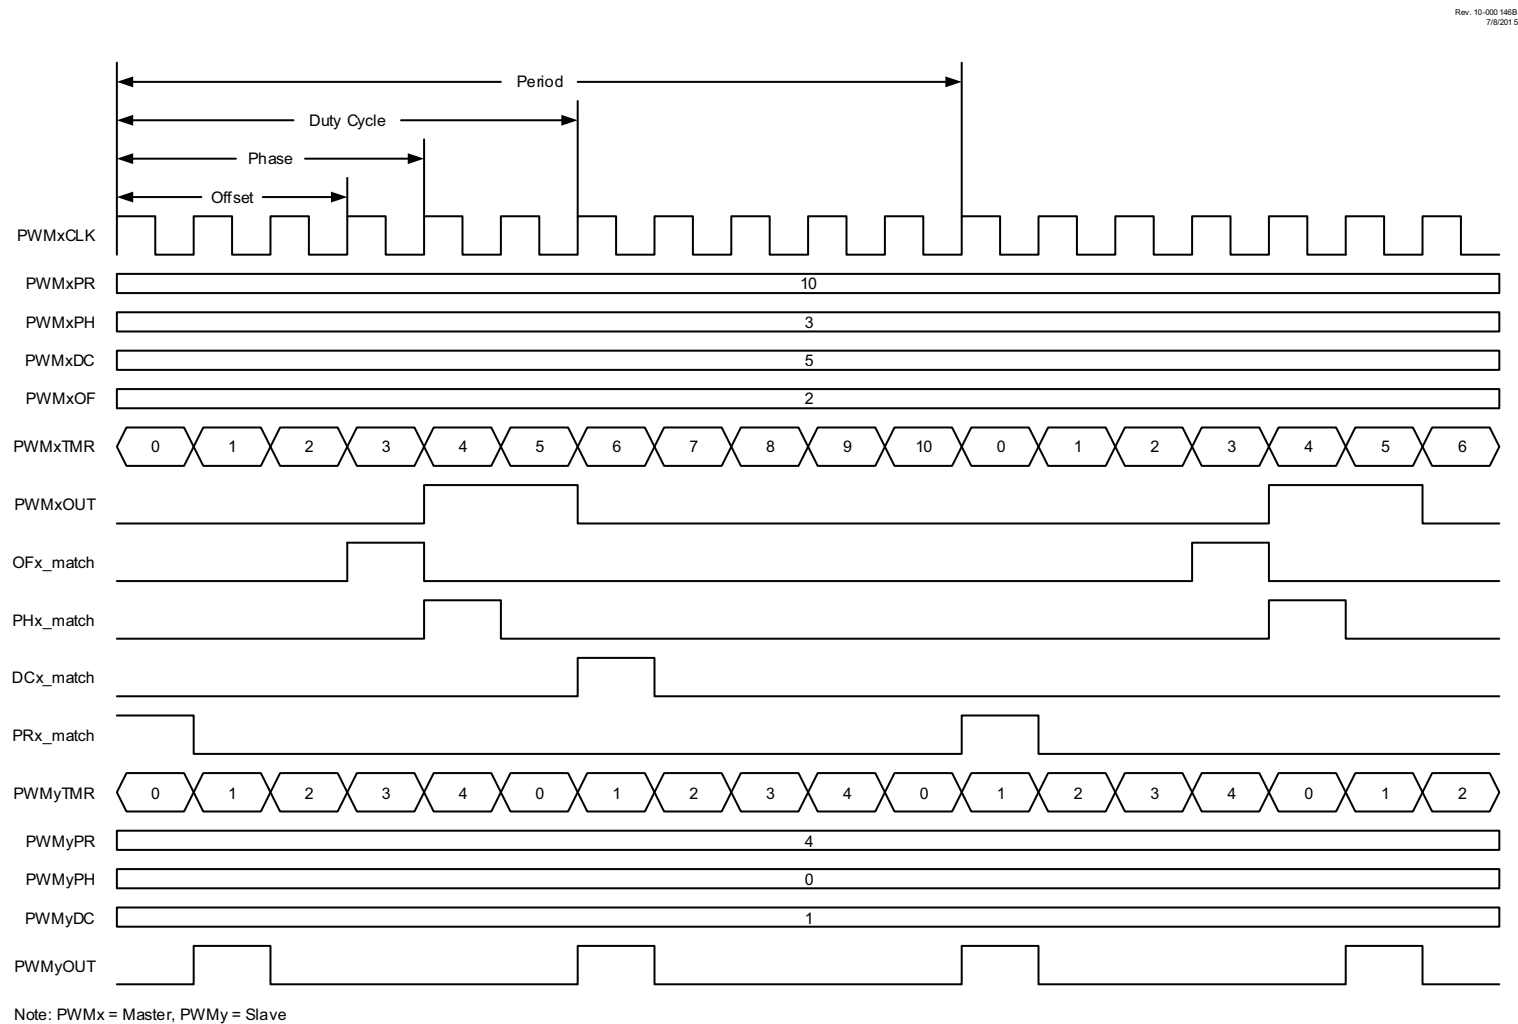 Rev. 10-000 146B
7/8/201 5
Period
Duty Cycle
Phase
Offset
PWMxCLK
PWMxPR 10
PWMxPH 3
PWMxDC 5
PWMxOF 2
PWMxTMR 0 1 2 3 4 5 6 7 8 9 10 0 1 2 3 4 5 6
PWMxOUT
OFx_match
PHx_match
DCx_match
PRx_match
PWMyTMR 0 1 2 3 4 0 1 2 3 4 0 1 2 3 4 0 1 2
PWMyPR 4
PWMyPH 0
PWMyDC 1
PWMyOUT
Note: PWMx = Master, PWMy = Slave